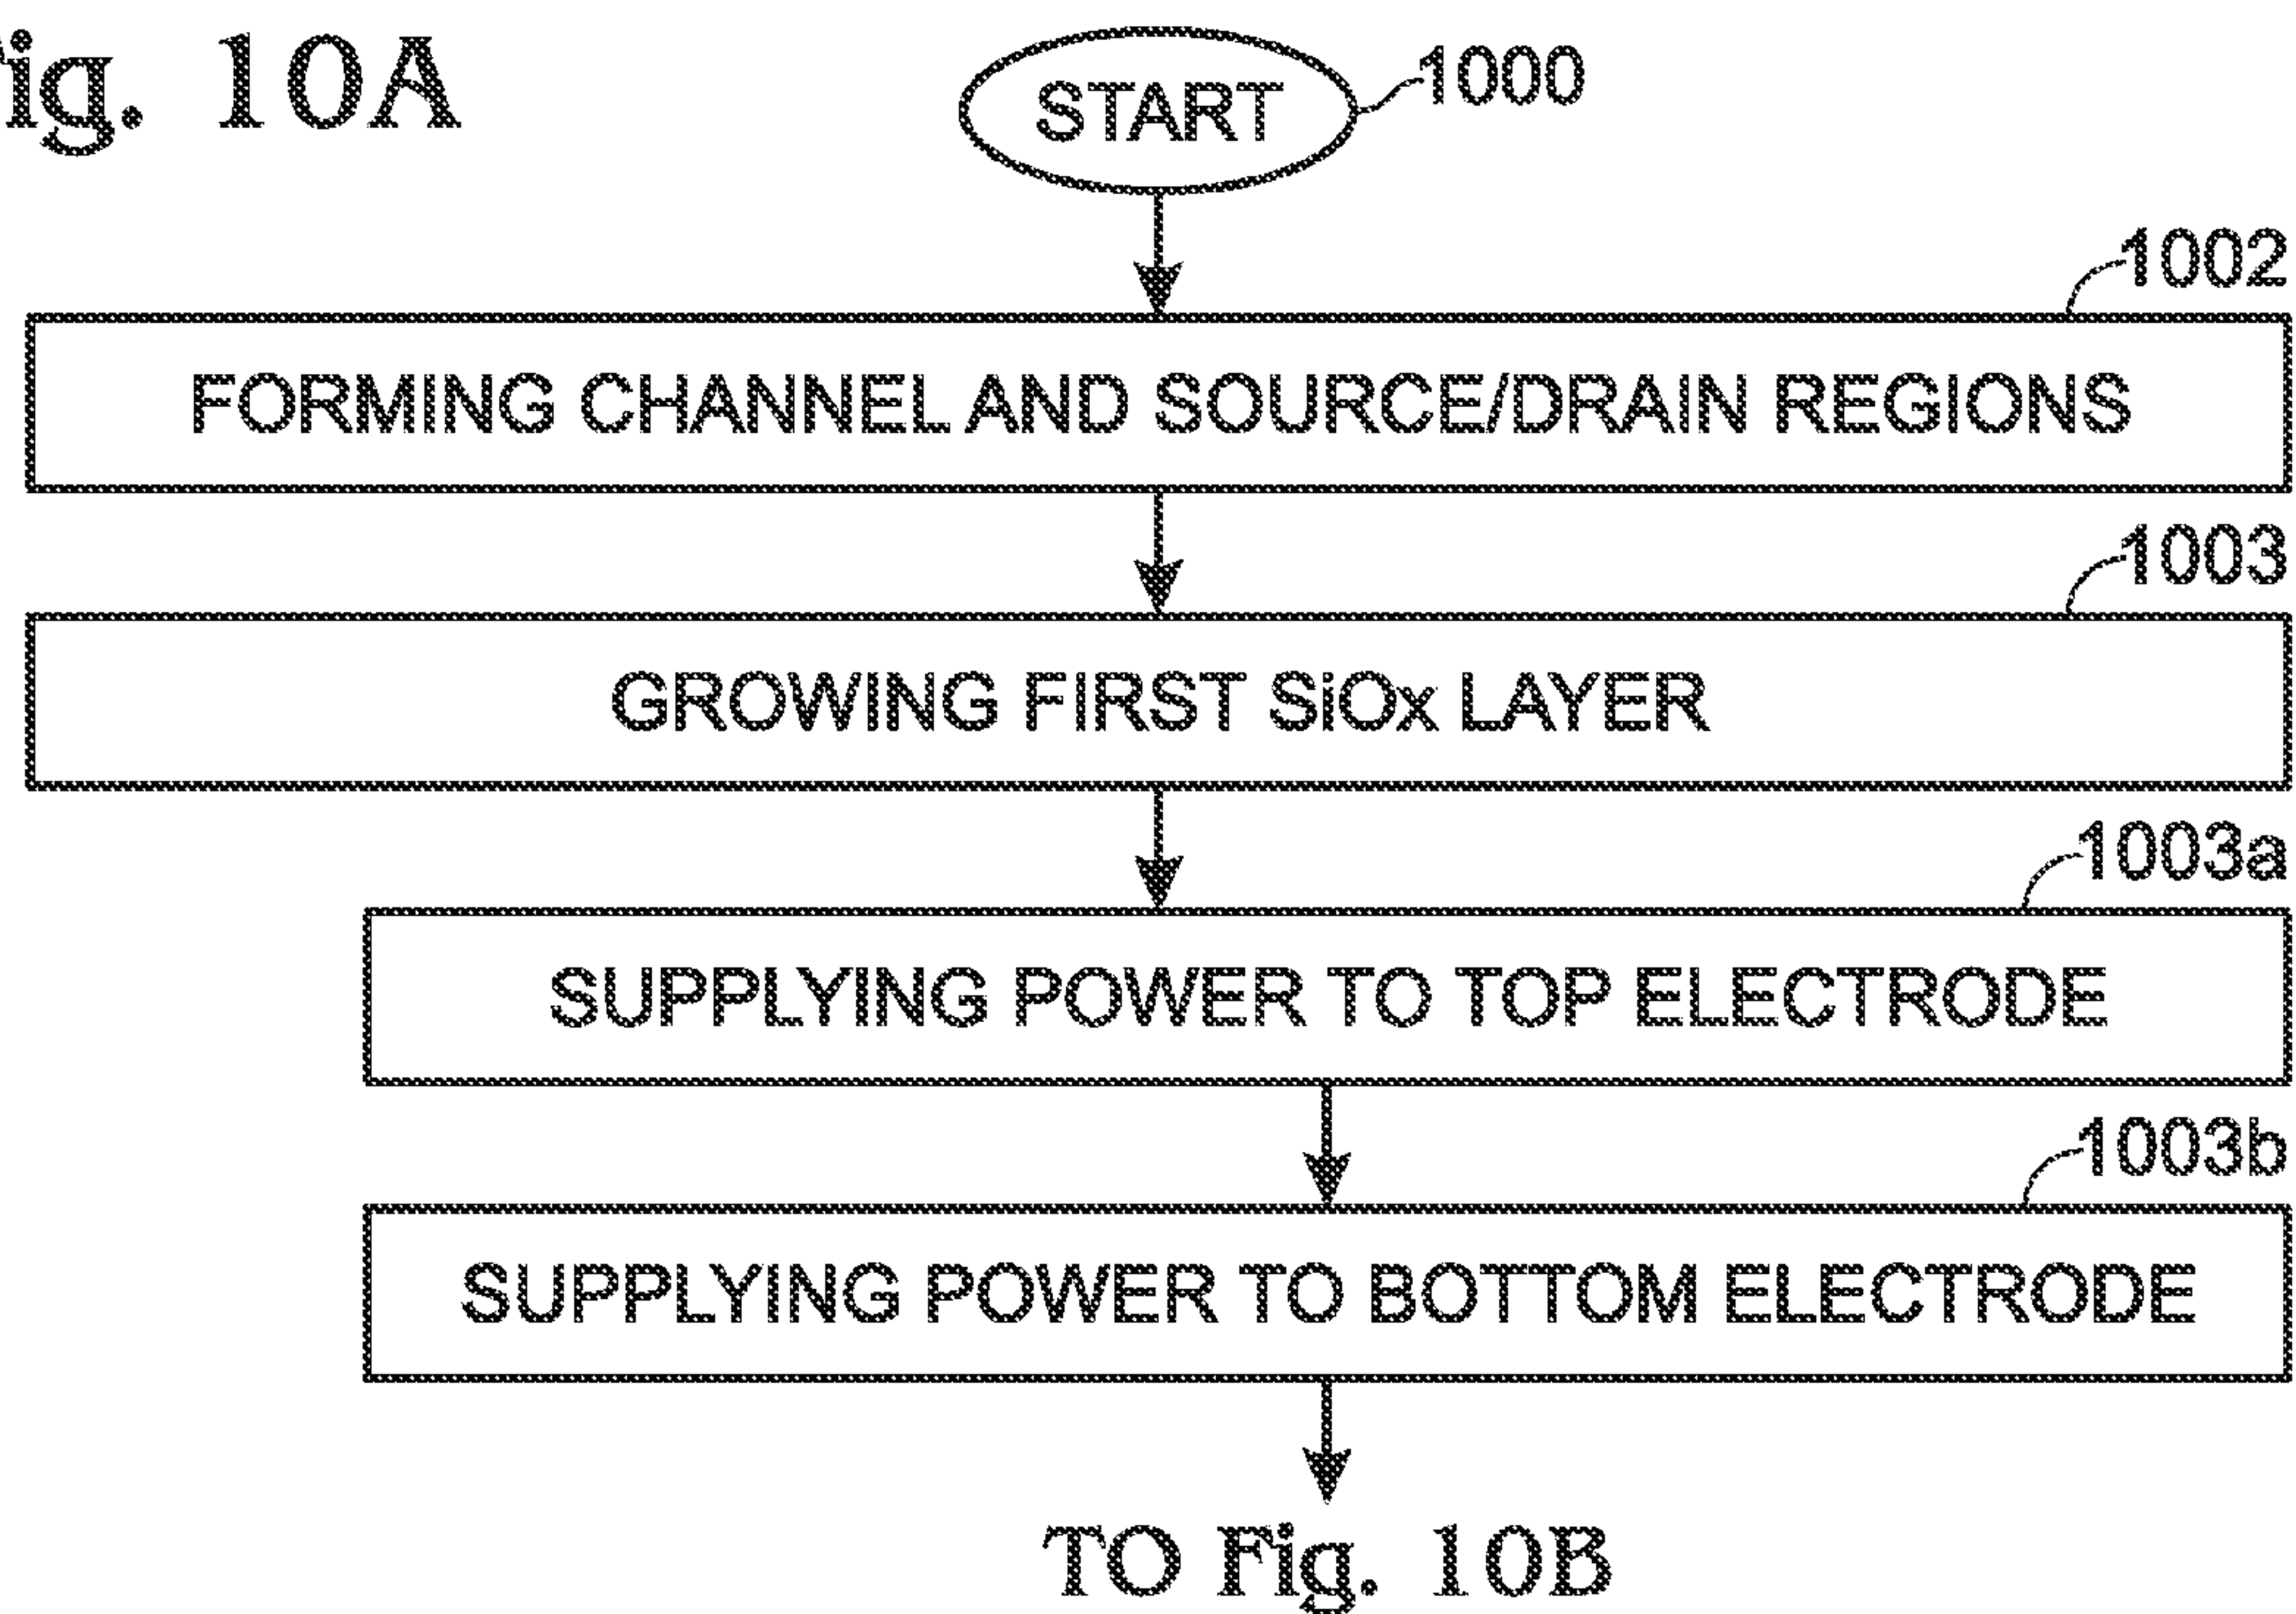 Fig. 10A
START
1000
1002
FORMING CHANNEL AND SOURCE/DRAIN REGIONS
1003
GROWING FIRST SiOx LAYER
1003a
SUPPLYING POWER TO TOP ELECTRODE
1003b
SUPPLYING POWER TO BOTTOM ELECTRODE
TO Fig. 10B